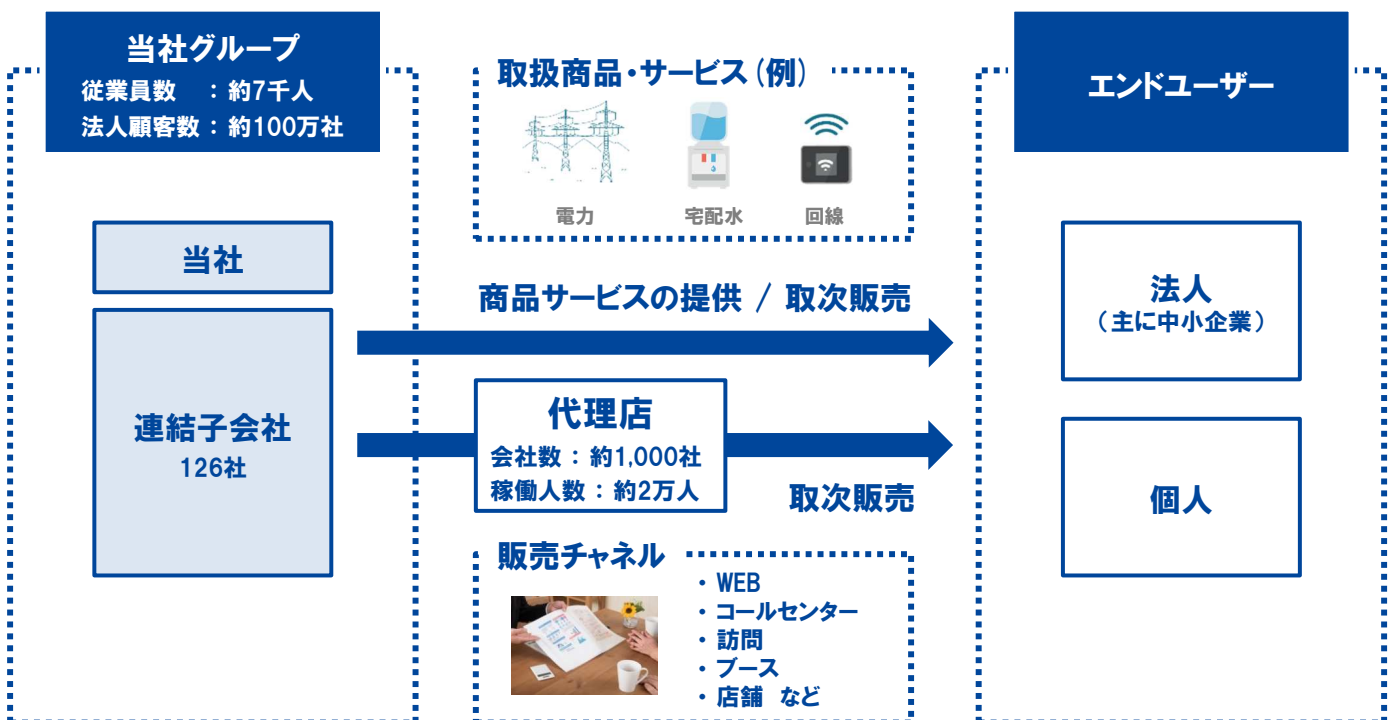 当社グループ
従業員数 : 約7千人
法人顧客数 : 約100万社
当社
連結子会社
126社
取扱商品・サービス(例)
電力
宅配水
回線
商品サービスの提供 / 取次販売
代理店
会社数 : 約1,000社
稼働人数 : 約2万人
取次販売
販売チャネル
・ WEB
・ コールセンター
・ 訪問
・ ブース
・ 店舗 など
エンドユーザー
法人
(主に中小企業)
個人